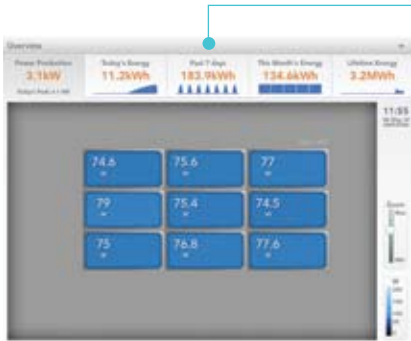 Overview
Power Production
Today's Energy
Past 7 days
This Month's Energy
Lifetime Energy
3.1kW
11.2kWh
183.9kWh
134.6kWh
3.2MWh
11:55
74.6
75.6
77
79
75.4
74.5
75
76.8
77.6
Zoom
W